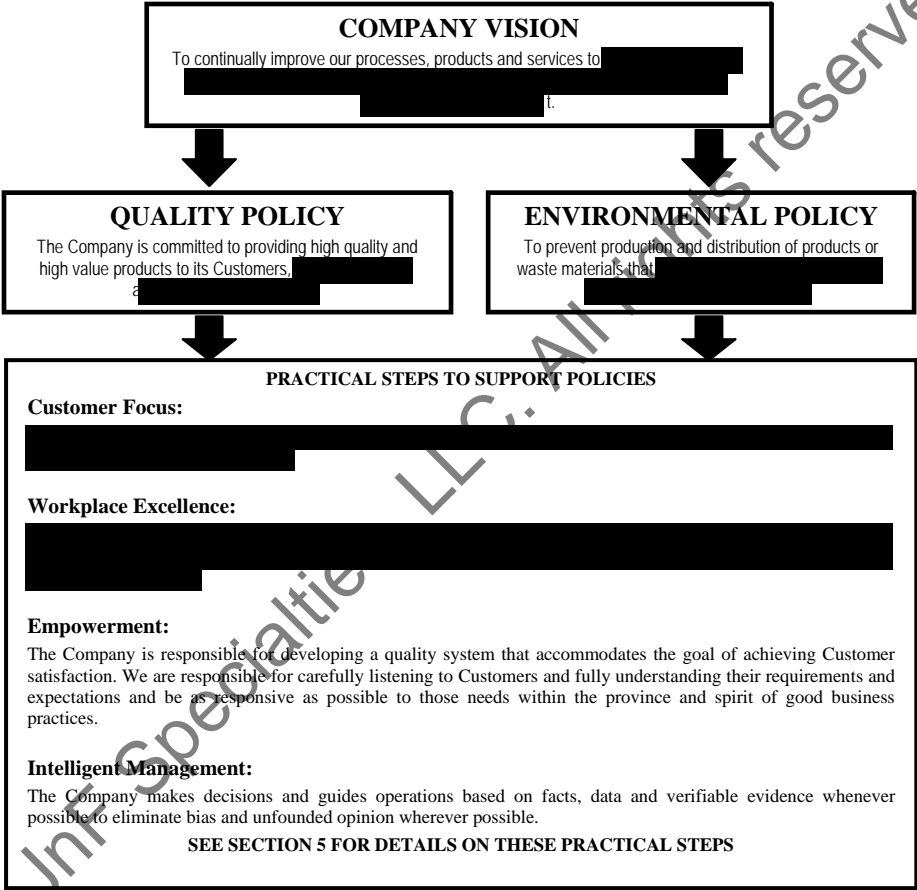 COMPANY VISION
To continually improve our processes, products and services to
t.
QUALITY POLICY
The Company is committed to providing high quality and
high value products to its Customers,
a
ENVIRONMENTAL POLICY
To prevent production and distribution of products or
waste materials that
PRACTICAL STEPS TO SUPPORT POLICIES
Customer Focus:
Workplace Excellence:
Empowerment:
The Company is responsible for developing a quality system that accommodates the goal of achieving Customer
satisfaction. We are responsible for carefully listening to Customers and fully understanding their requirements and
expectations and be as responsive as possible to those needs within the province and spirit of good business
practices.
Intelligent Management:
The Company makes decisions and guides operations based on facts, data and verifiable evidence whenever
possible to eliminate bias and unfounded opinion wherever possible.
SEE SECTION 5 FOR DETAILS ON THESE PRACTICAL STEPS
JnF Specialties LLC. All rights reserve